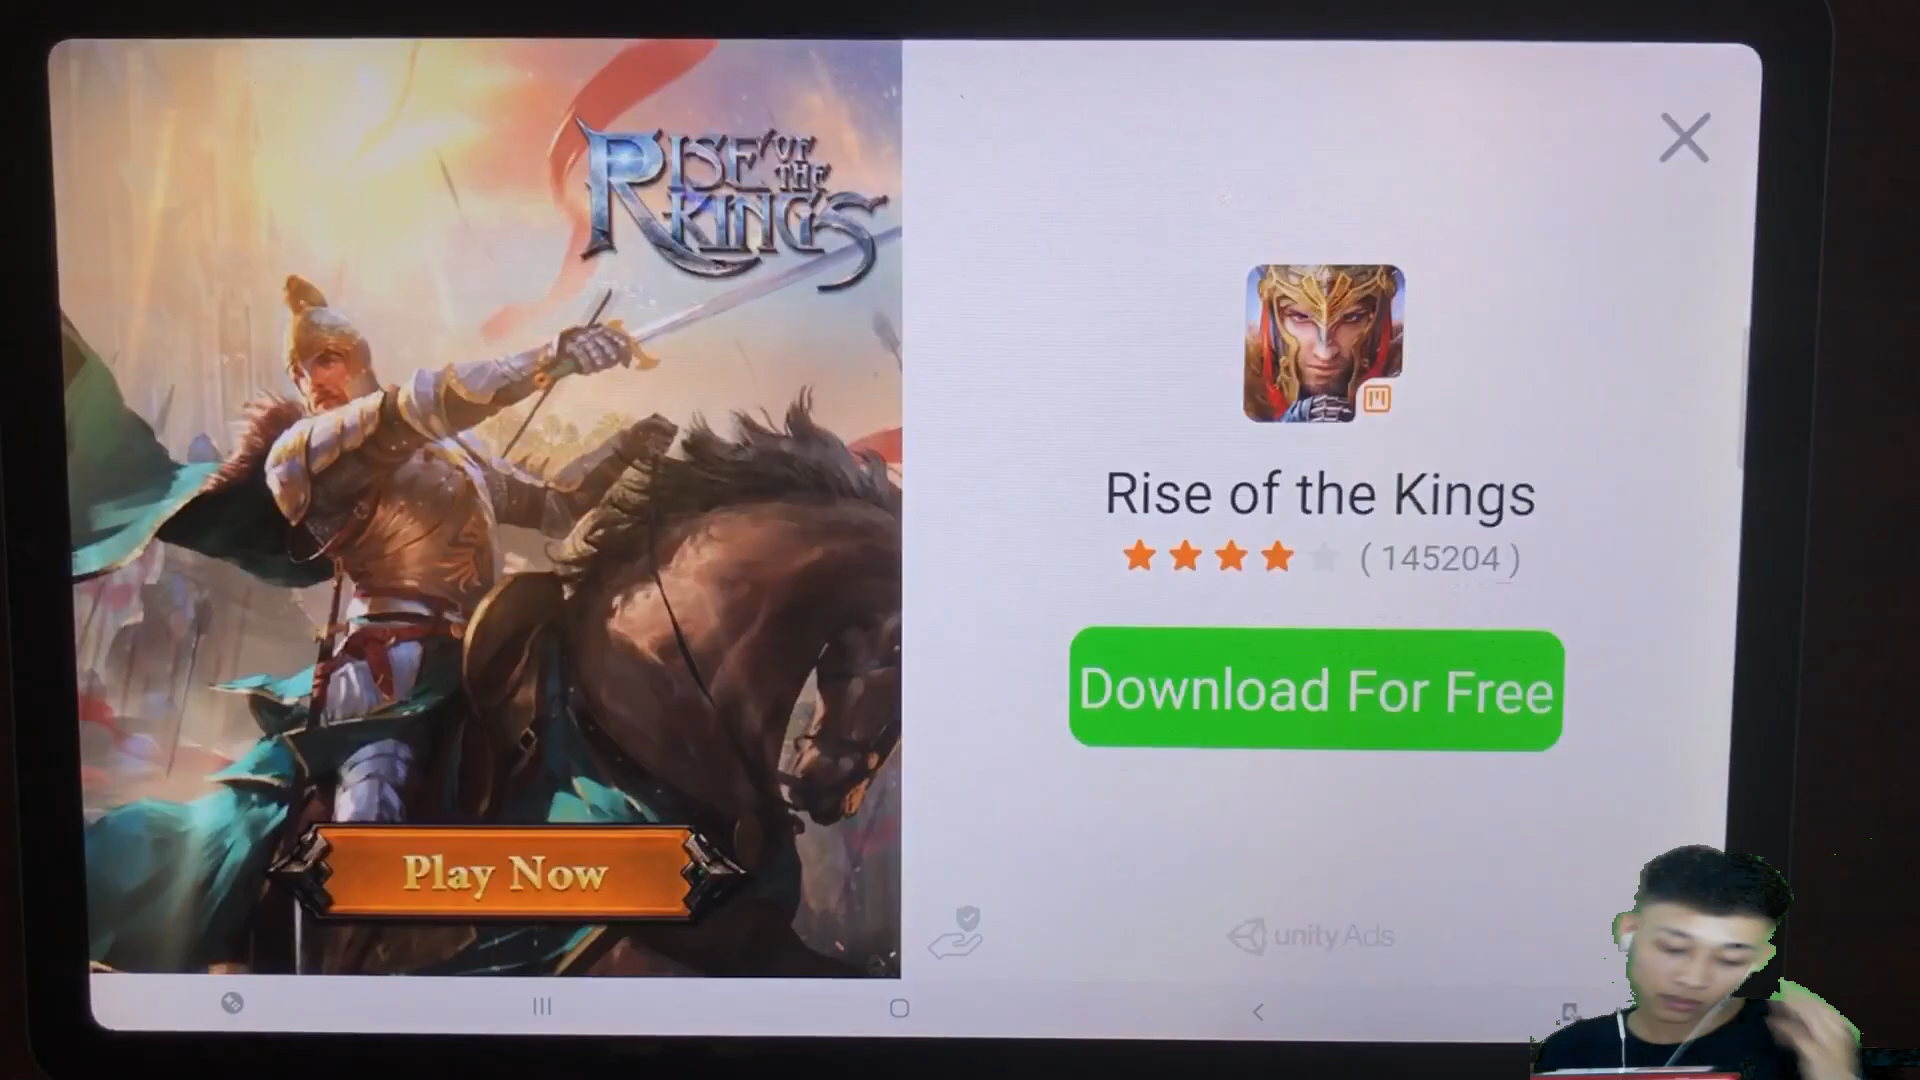 RISE OF THE KINGS
Rise of the Kings
( 145204 )
Download For Free
Play Now
unity Ads